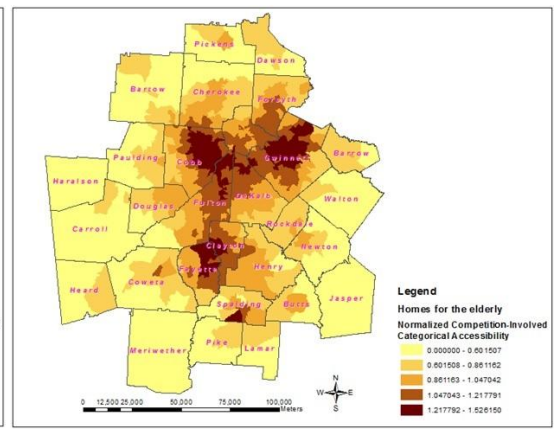 Pickens
Dawson
Bartow
Cherokee
Forsyth
Paulding
Cobb
Gwinnett
Barrow
Haralson
Fulton
DeKalb
Walton
Douglas
Rockdale
Carroll
Clayton
Newton
Fayette
Henry
Heard
Coweta
Spalding
Butts
Jasper
Pike
Lamar
Meriwether
Legend
Homes for the elderly
Normalized Competition-Involved
Categorical Accessibility
0.000000 - 0.601507
0.601508 - 0.861162
0.861163 - 1.047042
1.047043 - 1.217791
1.217792 - 1.526150
N
W E
S
0 12,500 25,000 50,000 75,000 100,000
Meters